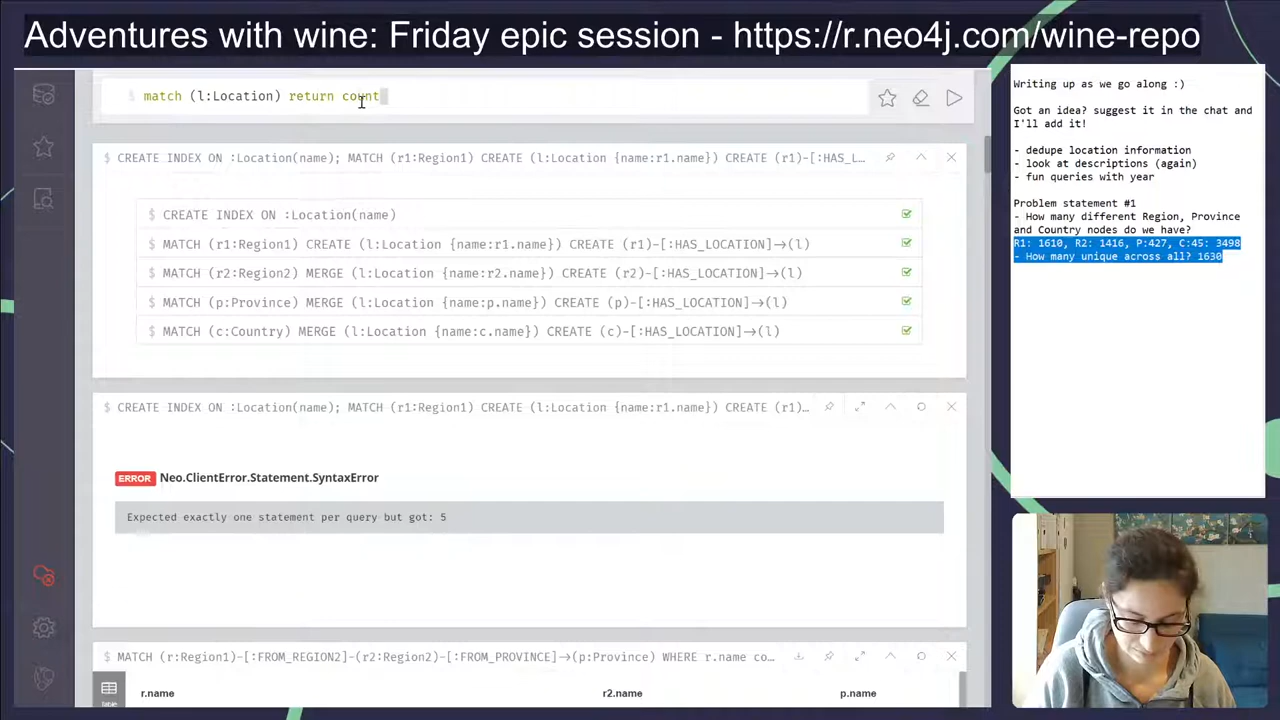 Adventures with wine: Friday epic session - https://r.neo4j.com/wine-repo
$ match (l:Location) return count
$ CREATE INDEX ON :Location(name); MATCH (r1:Region1) CREATE (l:Location {name:r1.name}) CREATE (r1)-[:HAS_L…
$ CREATE INDEX ON :Location(name)
$ MATCH (r1:Region1) CREATE (l:Location {name:r1.name}) CREATE (r1)-[:HAS_LOCATION]→(l)
$ MATCH (r2:Region2) MERGE (l:Location {name:r2.name}) CREATE (r2)-[:HAS_LOCATION]→(l)
$ MATCH (p:Province) MERGE (l:Location {name:p.name}) CREATE (p)-[:HAS_LOCATION]→(l)
$ MATCH (c:Country) MERGE (l:Location {name:c.name}) CREATE (c)-[:HAS_LOCATION]→(l)
$ CREATE INDEX ON :Location(name); MATCH (r1:Region1) CREATE (l:Location {name:r1.name}) CREATE (r1)…
ERROR Neo.ClientError.Statement.SyntaxError
Expected exactly one statement per query but got: 5
$ MATCH (r:Region1)-[:FROM_REGION2]-(r2:Region2)-[:FROM_PROVINCE]→(p:Province) WHERE r.name co…
r.name r2.name p.name
Table
Writing up as we go along :)
Got an idea? suggest it in the chat and
I'll add it!
- dedupe location information
- look at descriptions (again)
- fun queries with year
Problem statement #1
- How many different Region, Province
and Country nodes do we have?
R1: 1610, R2: 1416, P:427, C:45: 3498
- How many unique across all? 1630